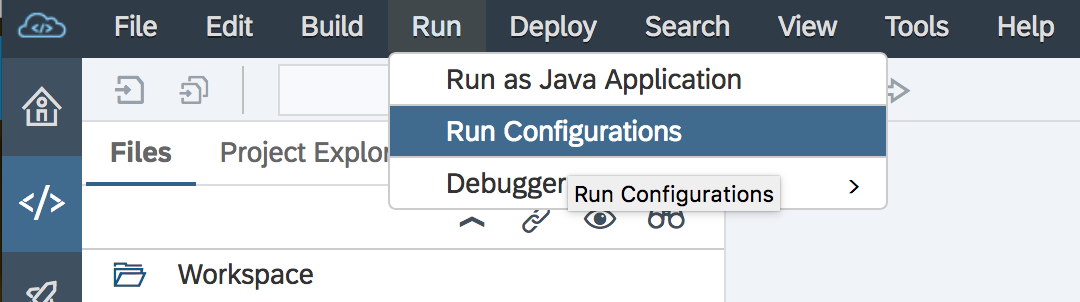 File Edit Build Run Deploy Search View Tools Help
Run as Java Application
Run Configurations
Files Project Explor
Debugger
Run Configurations
Workspace